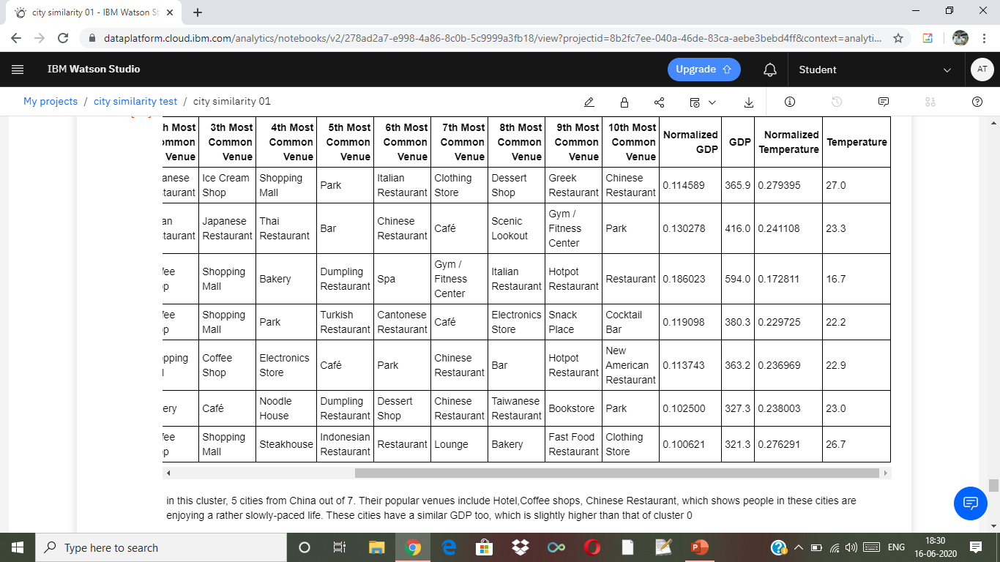 city similarity 01 - IBM Watson St
dataplatform.cloud.ibm.com/analytics/notebooks/v2/278ad2a7-e998-4a86-8c0b-5c9999a3fb18/view?projectid=8b2fc7ee-040a-46de-83ca-aebe3bebd4ff&context=analyti...
IBM Watson Studio
Upgrade
Student
AT
My projects / city similarity test / city similarity 01
h Most Common Venue
3th Most Common Venue
4th Most Common Venue
5th Most Common Venue
6th Most Common Venue
7th Most Common Venue
8th Most Common Venue
9th Most Common Venue
10th Most Common Venue
Normalized GDP
GDP
Normalized Temperature
Temperature
anese taurant Ice Cream Shop Shopping Mall Park Italian Restaurant Clothing Store Dessert Shop Greek Restaurant Chinese Restaurant 0.114589 365.9 0.279395 27.0
an taurant Japanese Restaurant Thai Restaurant Bar Chinese Restaurant Café Scenic Lookout Gym / Fitness Center Park 0.130278 416.0 0.241108 23.3
fee p Shopping Mall Bakery Dumpling Restaurant Spa Gym / Fitness Center Italian Restaurant Hotpot Restaurant Restaurant 0.186023 594.0 0.172811 16.7
fee p Shopping Mall Park Turkish Restaurant Cantonese Restaurant Café Electronics Store Snack Place Cocktail Bar 0.119098 380.3 0.229725 22.2
pping l Coffee Shop Electronics Store Café Park Chinese Restaurant Bar Hotpot Restaurant New American Restaurant 0.113743 363.2 0.236969 22.9
ery Café Noodle House Dumpling Restaurant Dessert Shop Chinese Restaurant Taiwanese Restaurant Bookstore Park 0.102500 327.3 0.238003 23.0
fee p Shopping Mall Steakhouse Indonesian Restaurant Restaurant Lounge Bakery Fast Food Restaurant Clothing Store 0.100621 321.3 0.276291 26.7
in this cluster, 5 cities from China out of 7. Their popular venues include Hotel,Coffee shops, Chinese Restaurant, which shows people in these cities are
enjoying a rather slowly-paced life. These cities have a similar GDP too, which is slightly higher than that of cluster 0
Type here to search
ENG
18:30
16-06-2020